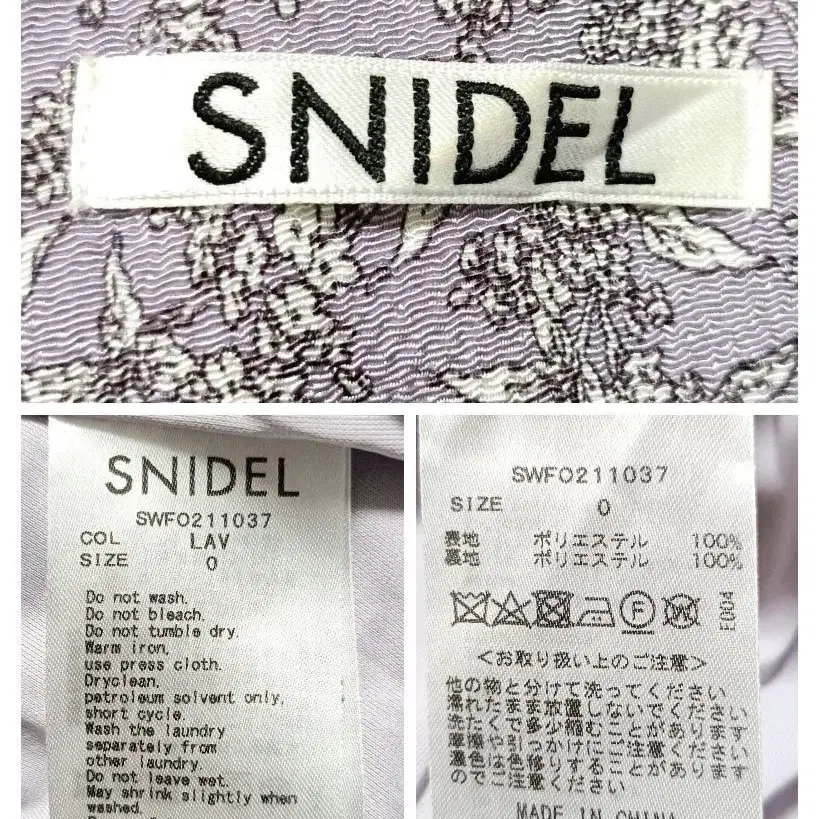 SNIDEL
SNIDEL
SWFO211037
COL LAV
SIZE 0
Do not wash.
Do not bleach.
Do not tumble dry.
Warm iron.
use press cloth.
Dryclean.
petroleum solvent only,
short cycle.
Wash the laundry
separately from
other laundry.
Do not leave wet.
May shrink slightly when
washed.
SWFO211037
SIZE 0
表地 ポリエステル 100%
裏地 ポリエステル 100%
F W
E004
<お取り扱い上のご注意>
他の物と分けて洗ってください
濡れたまま放置しないでください
洗たくで多少縮むことがあります
摩擦や引っかけにご注意ください
濃色は色移りすることがあります
のでご注意ください
MADE IN CHINA